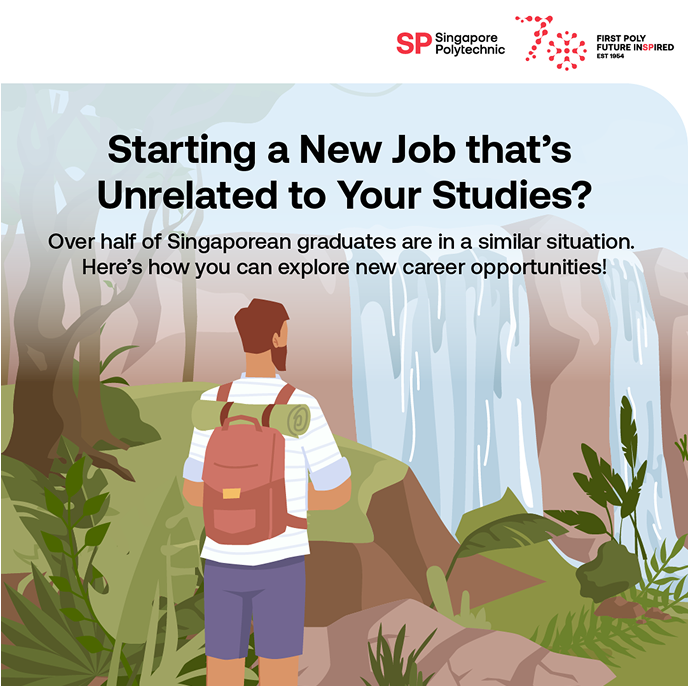 SP Singapore
Polytechnic
70
FIRST POLY
FUTURE INSPIRED
EST 1954
Starting a New Job that's
Unrelated to Your Studies?
Over half of Singaporean graduates are in a similar situation.
Here's how you can explore new career opportunities!